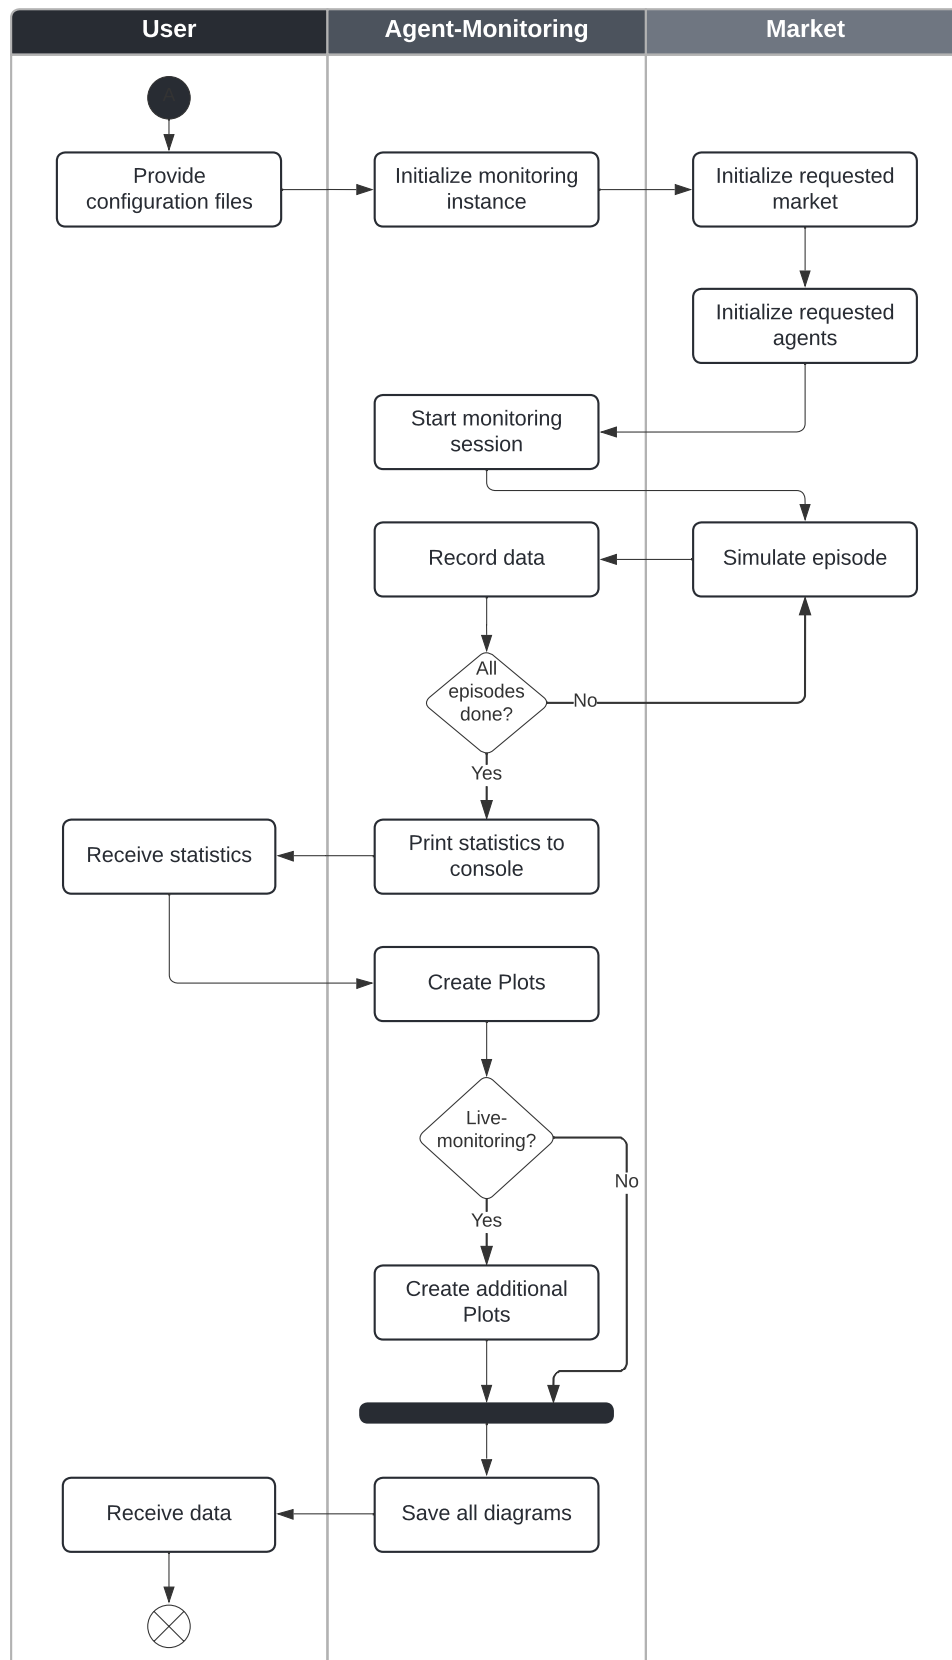 User
Agent-Monitoring
Market
Provide
configuration files
Initialize monitoring
instance
Initialize requested
market
Initialize requested
agents
Start monitoring
session
Record data
Simulate episode
All
episodes
done?
No
Yes
Receive statistics
Print statistics to
console
Create Plots
Live-
monitoring?
No
Yes
Create additional
Plots
Receive data
Save all diagrams